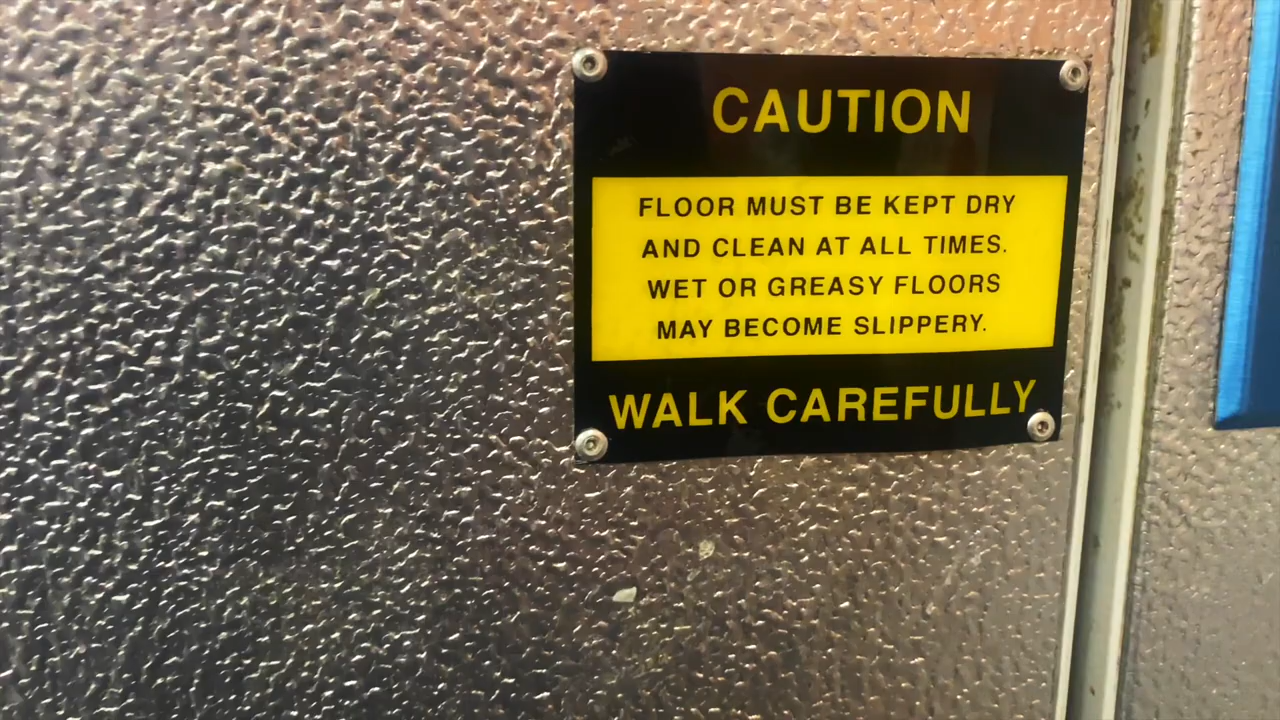 CAUTION
FLOOR MUST BE KEPT DRY
AND CLEAN AT ALL TIMES.
WET OR GREASY FLOORS
MAY BECOME SLIPPERY.
WALK CAREFULLY